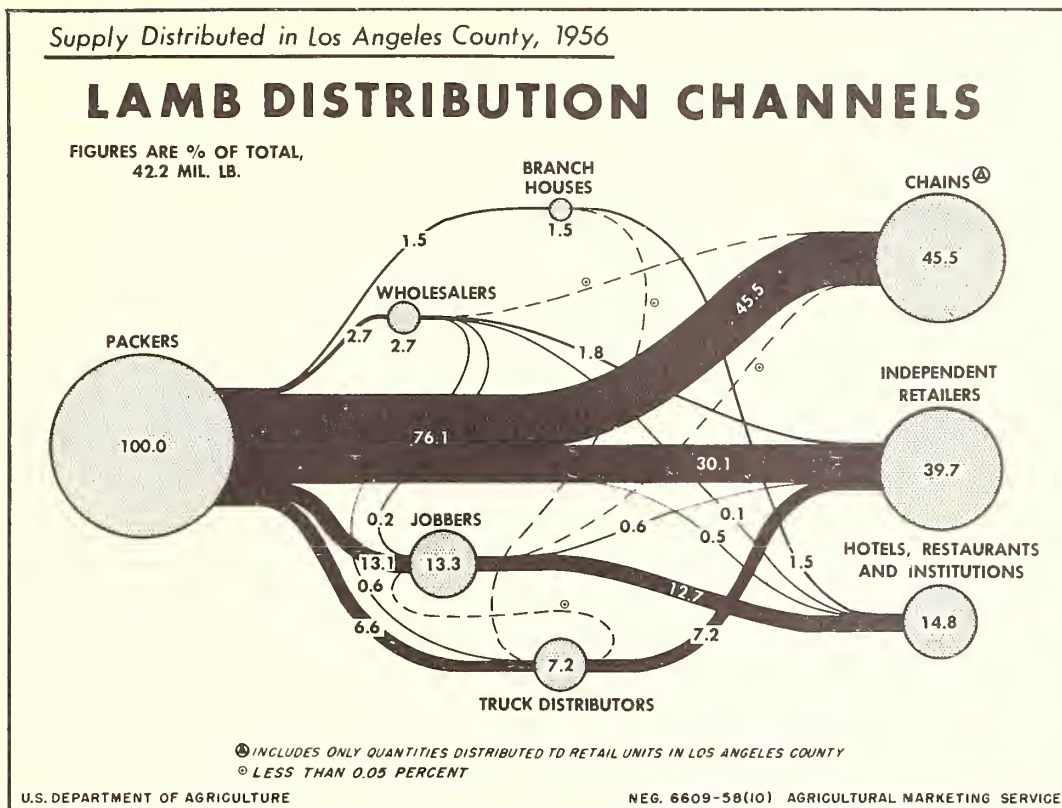 Supply Distributed in Los Angeles County, 1956
LAMB DISTRIBUTION CHANNELS
FIGURES ARE % OF TOTAL,
42.2 MIL. LB.
BRANCH
HOUSES
1.5
1.5
CHAINS Ⓐ
45.5
45.5
WHOLESALERS
2.7
2.7
PACKERS
100.0
1.8
INDEPENDENT
RETAILERS
39.7
76.1
30.1
0.2
JOBBERS
13.1
13.3
0.6
0.6
0.1
0.5
1.5
HOTELS, RESTAURANTS
AND INSTITUTIONS
14.8
12.7
6.6
7.2
7.2
TRUCK DISTRIBUTORS
Ⓐ INCLUDES ONLY QUANTITIES DISTRIBUTED TO RETAIL UNITS IN LOS ANGELES COUNTY
⊙ LESS THAN 0.05 PERCENT
U.S. DEPARTMENT OF AGRICULTURE
NEG. 6609-58(10) AGRICULTURAL MARKETING SERVICE